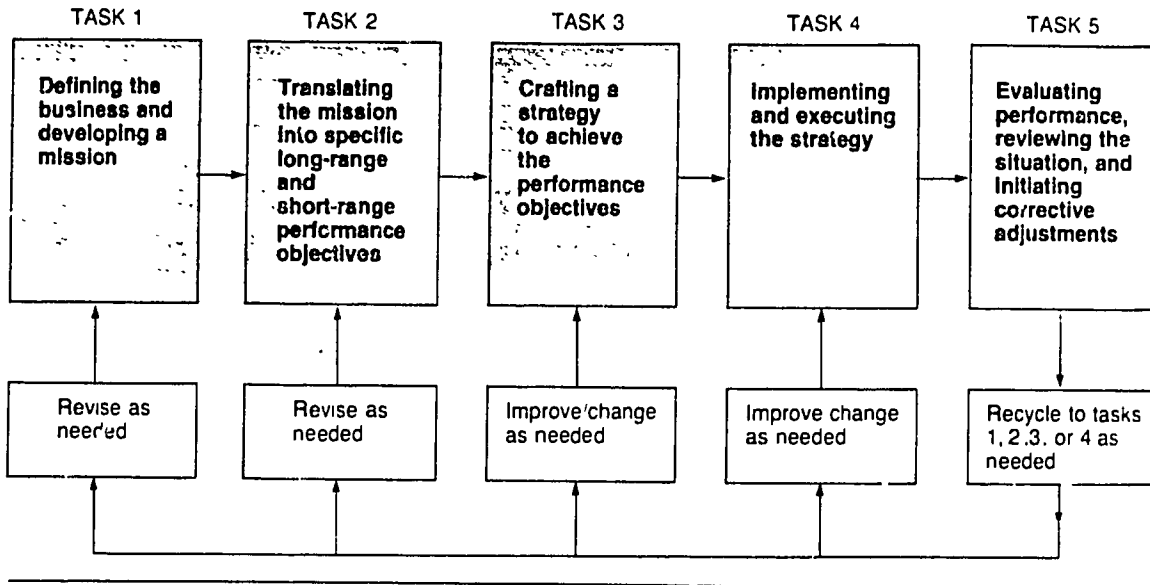 TASK 1
Defining the
business and
developing a
mission
TASK 2
Translating
the mission
into specific
long-range
and
short-range
performance
objectives
TASK 3
Crafting a
strategy
to achieve
the
performance
objectives
TASK 4
Implementing
and executing
the strategy
TASK 5
Evaluating
performance,
reviewing the
situation, and
initiating
corrective
adjustments
Revise as
needed
Revise as
needed
Improve/change
as needed
Improve change
as needed
Recycle to tasks
1, 2.3. or 4 as
needed